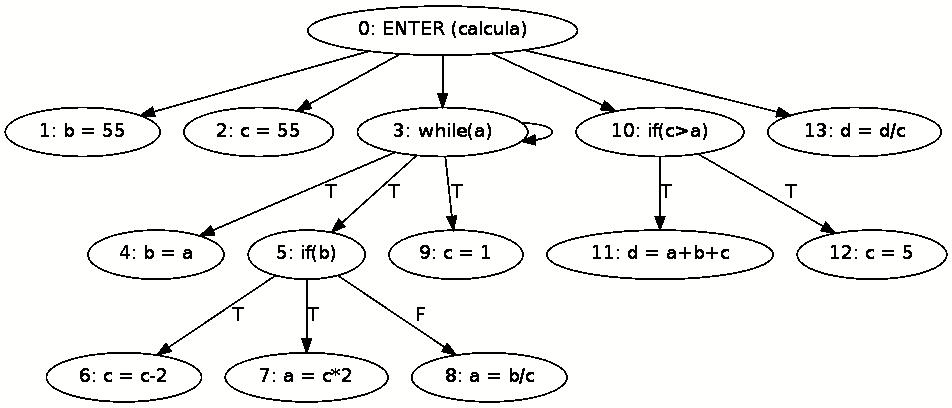 0: ENTER (calcula)
1: b = 55
2: c = 55
3: while(a)
10: if(c>a)
13: d = d/c
T
T
T
T
T
4: b = a
5: if(b)
9: c = 1
11: d = a+b+c
12: c = 5
T
T
F
6: c = c-2
7: a = c*2
8: a = b/c